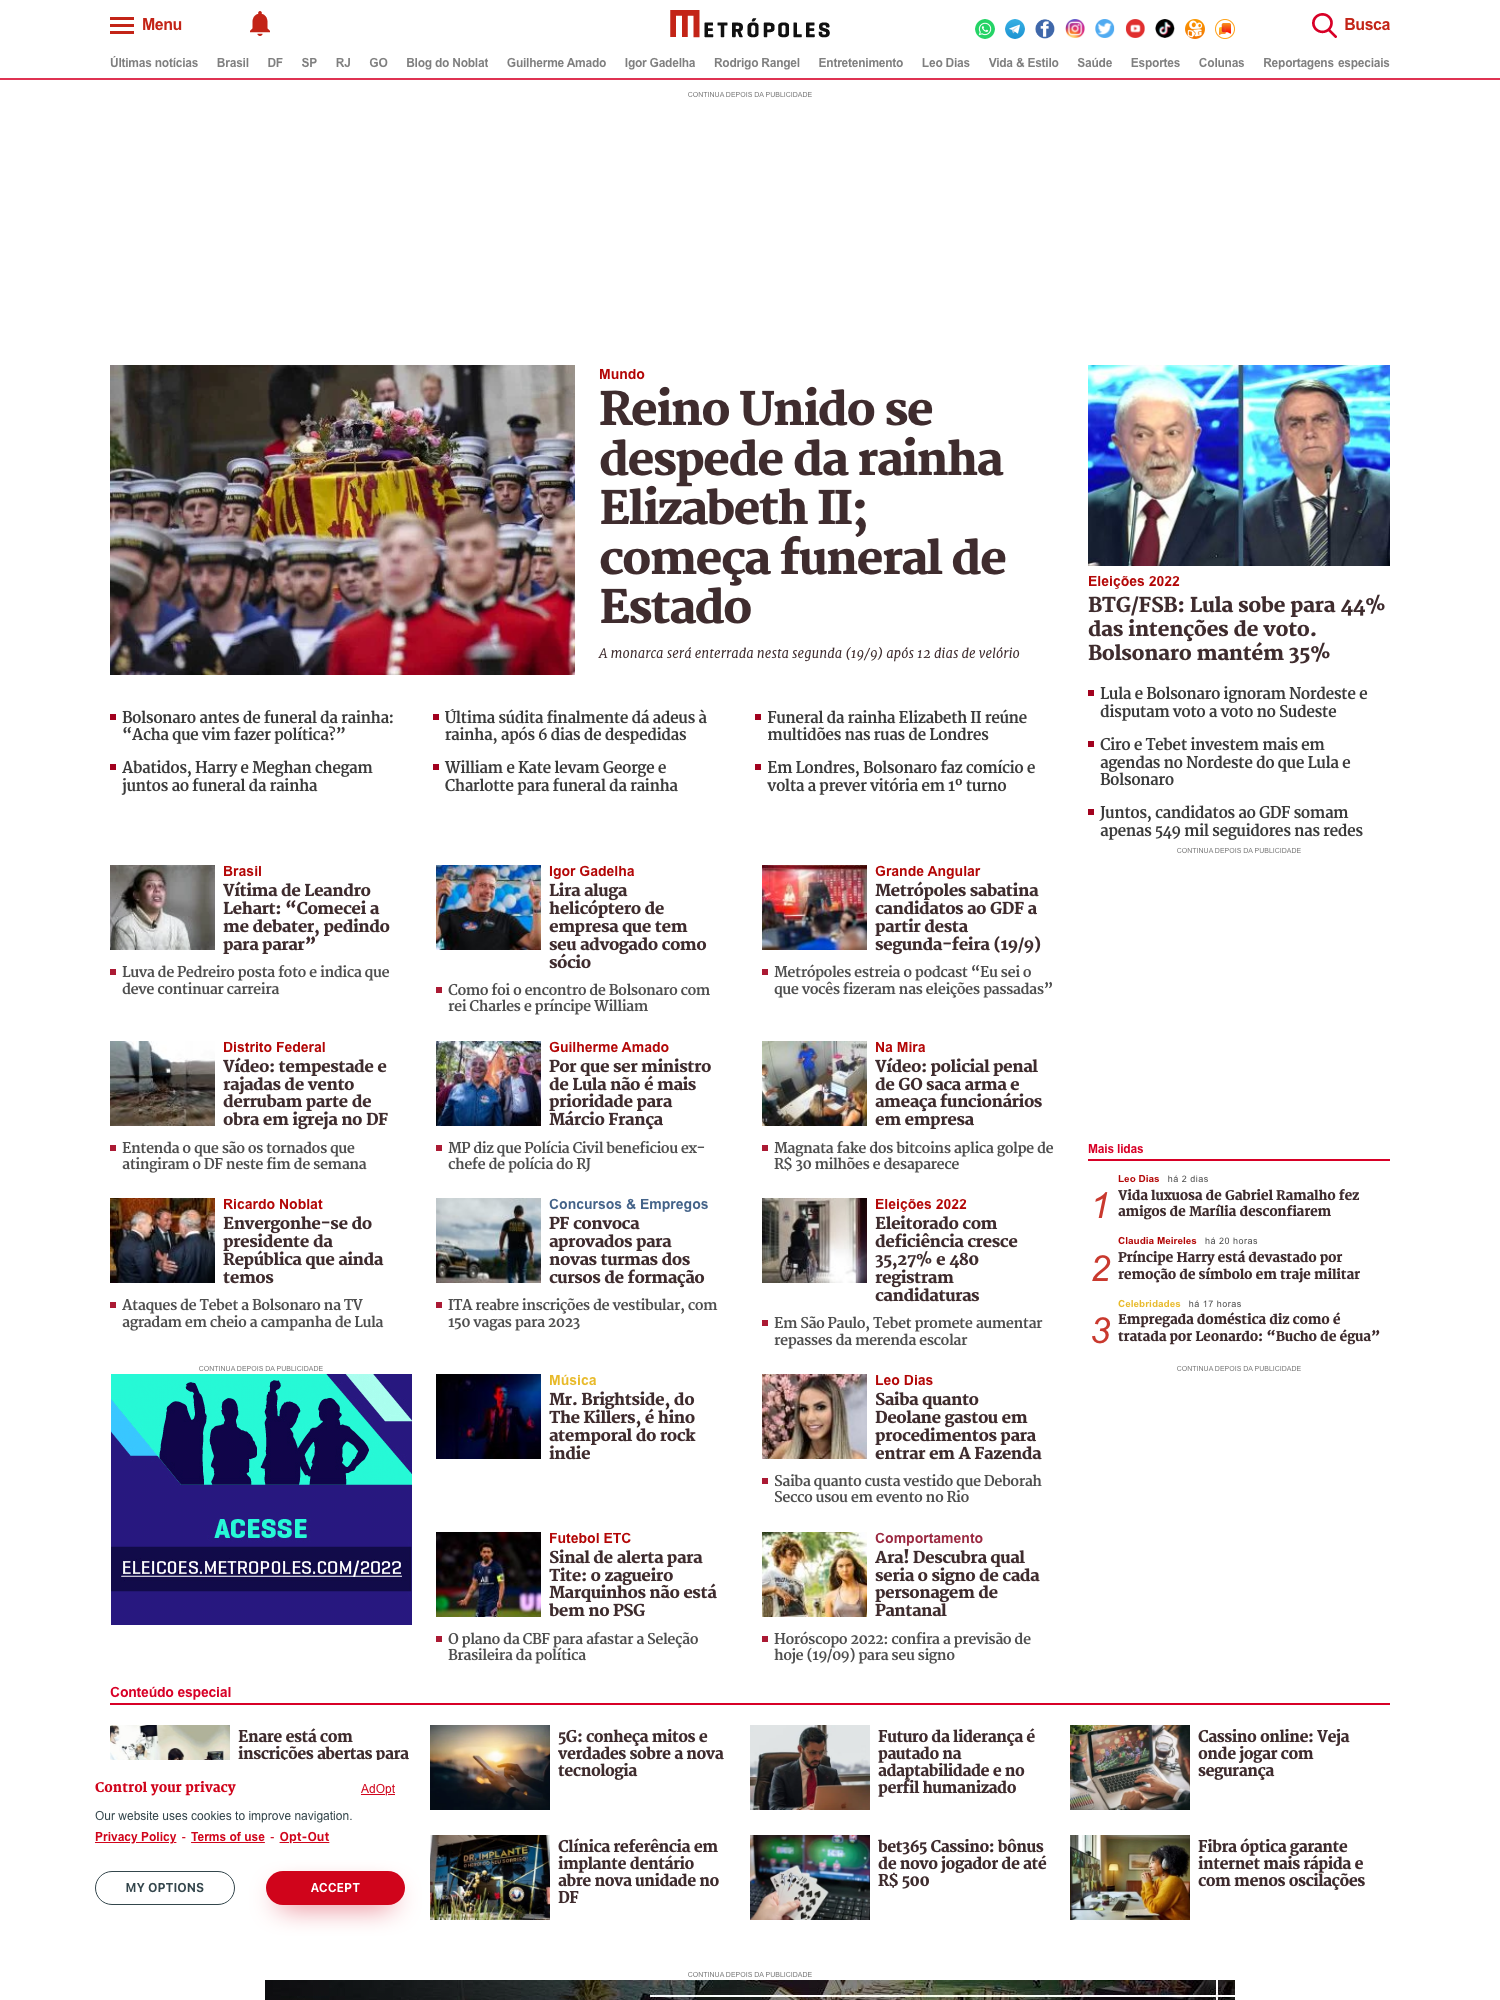 Menu
METRÓPOLES
Busca
Últimas notícias Brasil DF SP RJ GO Blog do Noblat Guilherme Amado Igor Gadelha Rodrigo Rangel Entretenimento Leo Dias Vida & Estilo Saúde Esportes Colunas Reportagens especiais
CONTINUA DEPOIS DA PUBLICIDADE
Mundo
Reino Unido se
despede da rainha
Elizabeth II;
começa funeral de
Estado
A monarca será enterrada nesta segunda (19/9) após 12 dias de velório
Eleições 2022
BTG/FSB: Lula sobe para 44%
das intenções de voto.
Bolsonaro mantém 35%
Bolsonaro antes de funeral da rainha:
“Acha que vim fazer política?”
Abatidos, Harry e Meghan chegam
juntos ao funeral da rainha
Última súdita finalmente dá adeus à
rainha, após 6 dias de despedidas
William e Kate levam George e
Charlotte para funeral da rainha
Funeral da rainha Elizabeth II reúne
multidões nas ruas de Londres
Em Londres, Bolsonaro faz comício e
volta a prever vitória em 1º turno
Lula e Bolsonaro ignoram Nordeste e
disputam voto a voto no Sudeste
Ciro e Tebet investem mais em
agendas no Nordeste do que Lula e
Bolsonaro
Juntos, candidatos ao GDF somam
apenas 549 mil seguidores nas redes
CONTINUA DEPOIS DA PUBLICIDADE
Brasil
Vítima de Leandro
Lehart: “Comecei a
me debater, pedindo
para parar”
Luva de Pedreiro posta foto e indica que
deve continuar carreira
Igor Gadelha
Lira aluga
helicóptero de
empresa que tem
seu advogado como
sócio
Como foi o encontro de Bolsonaro com
rei Charles e príncipe William
Grande Angular
Metrópoles sabatina
candidatos ao GDF a
partir desta
segunda-feira (19/9)
Metrópoles estreia o podcast “Eu sei o
que vocês fizeram nas eleições passadas”
Distrito Federal
Vídeo: tempestade e
rajadas de vento
derrubam parte de
obra em igreja no DF
Entenda o que são os tornados que
atingiram o DF neste fim de semana
Guilherme Amado
Por que ser ministro
de Lula não é mais
prioridade para
Márcio França
MP diz que Polícia Civil beneficiou ex-
chefe de polícia do RJ
Na Mira
Vídeo: policial penal
de GO saca arma e
ameaça funcionários
em empresa
Magnata fake dos bitcoins aplica golpe de
R$ 30 milhões e desaparece
Mais lidas
Leo Dias há 2 dias
1
Vida luxuosa de Gabriel Ramalho fez
amigos de Marília desconfiarem
Claudia Meireles há 20 horas
2
Príncipe Harry está devastado por
remoção de símbolo em traje militar
Celebridades há 17 horas
3
Empregada doméstica diz como é
tratada por Leonardo: “Bucho de égua”
CONTINUA DEPOIS DA PUBLICIDADE
Ricardo Noblat
Envergonhe-se do
presidente da
República que ainda
temos
Ataques de Tebet a Bolsonaro na TV
agradam em cheio a campanha de Lula
Concursos & Empregos
PF convoca
aprovados para
novas turmas dos
cursos de formação
ITA reabre inscrições de vestibular, com
150 vagas para 2023
Eleições 2022
Eleitorado com
deficiência cresce
35,27% e 480
registram
candidaturas
Em São Paulo, Tebet promete aumentar
repasses da merenda escolar
CONTINUA DEPOIS DA PUBLICIDADE
ACESSE
ELEICOES.METROPOLES.COM/2022
Música
Mr. Brightside, do
The Killers, é hino
atemporal do rock
indie
Leo Dias
Saiba quanto
Deolane gastou em
procedimentos para
entrar em A Fazenda
Saiba quanto custa vestido que Deborah
Secco usou em evento no Rio
Futebol ETC
Sinal de alerta para
Tite: o zagueiro
Marquinhos não está
bem no PSG
O plano da CBF para afastar a Seleção
Brasileira da política
Comportamento
Ara! Descubra qual
seria o signo de cada
personagem de
Pantanal
Horóscopo 2022: confira a previsão de
hoje (19/09) para seu signo
Conteúdo especial
Enare está com
inscrições abertas para
5G: conheça mitos e
verdades sobre a nova
tecnologia
Futuro da liderança é
pautado na
adaptabilidade e no
perfil humanizado
Cassino online: Veja
onde jogar com
segurança
Control your privacy
AdOpt
Our website uses cookies to improve navigation.
Privacy Policy - Terms of use - Opt-Out
MY OPTIONS
ACCEPT
DR. IMPLANTE
Clínica referência em
implante dentário
abre nova unidade no
DF
bet365 Cassino: bônus
de novo jogador de até
R$ 500
Fibra óptica garante
internet mais rápida e
com menos oscilações
CONTINUA DEPOIS DA PUBLICIDADE